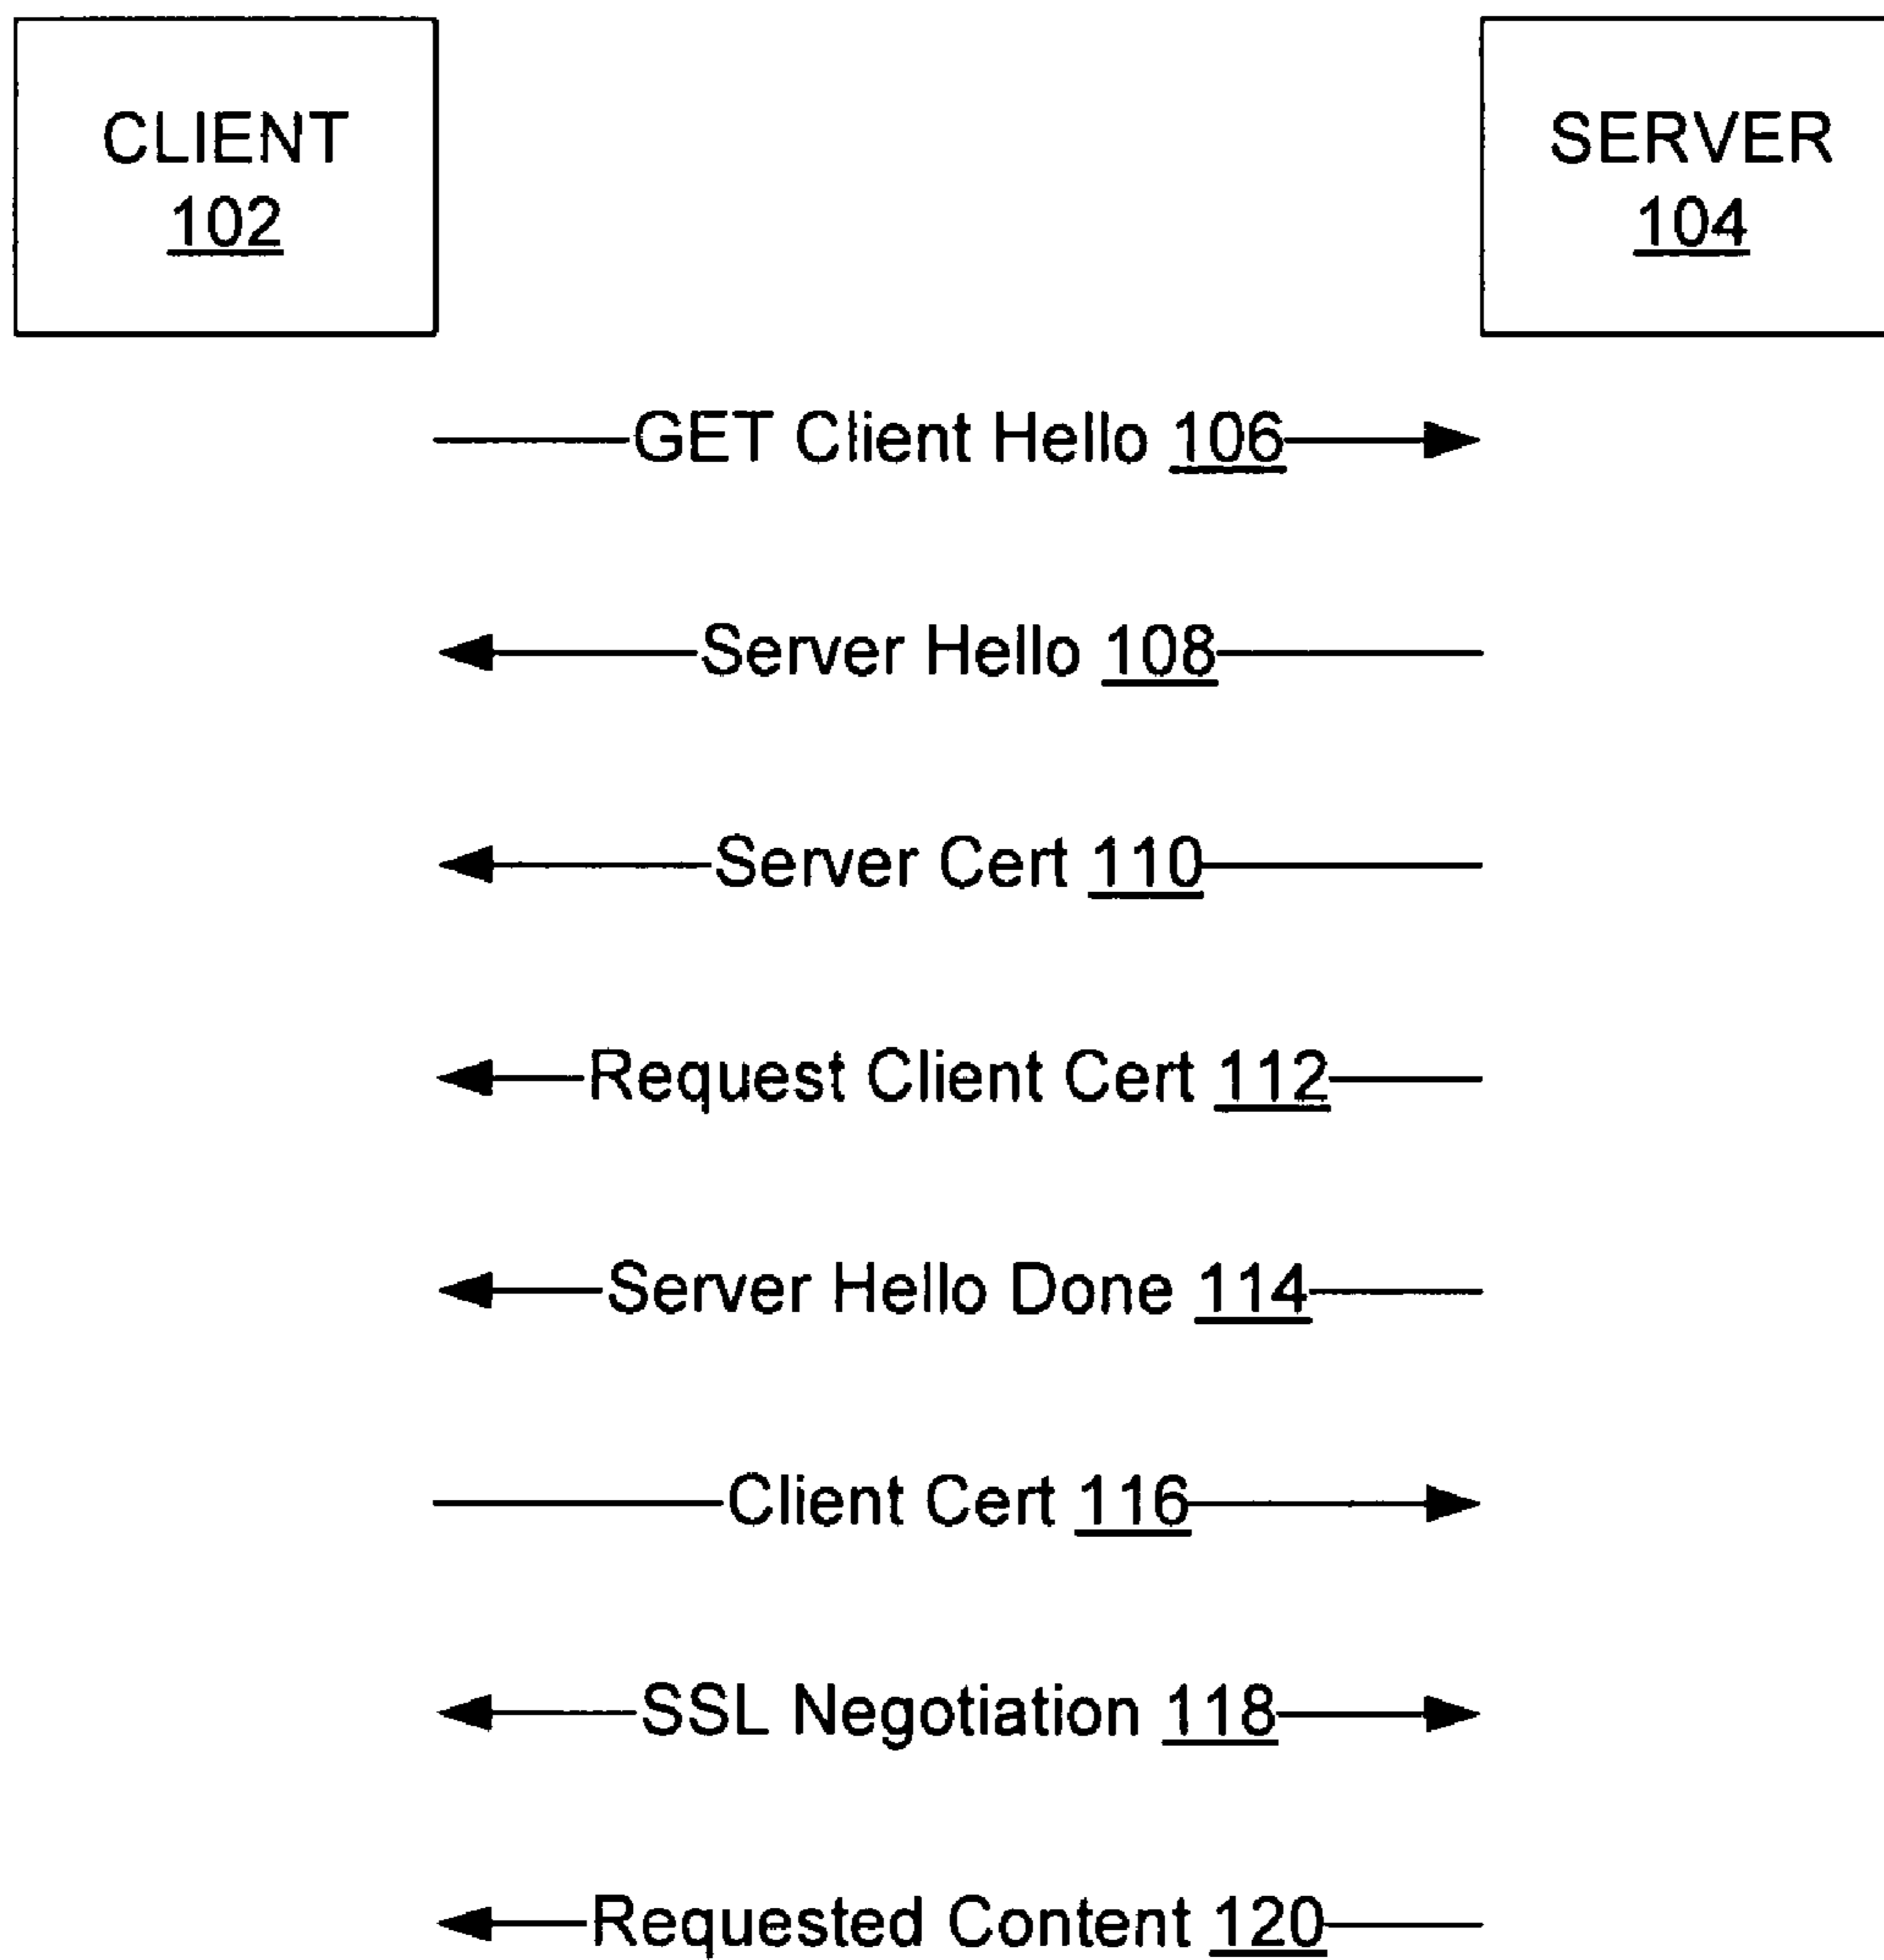 CLIENT
102
SERVER
104
GET Client Hello 106
Server Hello 108
Server Cert 110
Request Client Cert 112
Server Hello Done 114
Client Cert 116
SSL Negotiation 118
Requested Content 120